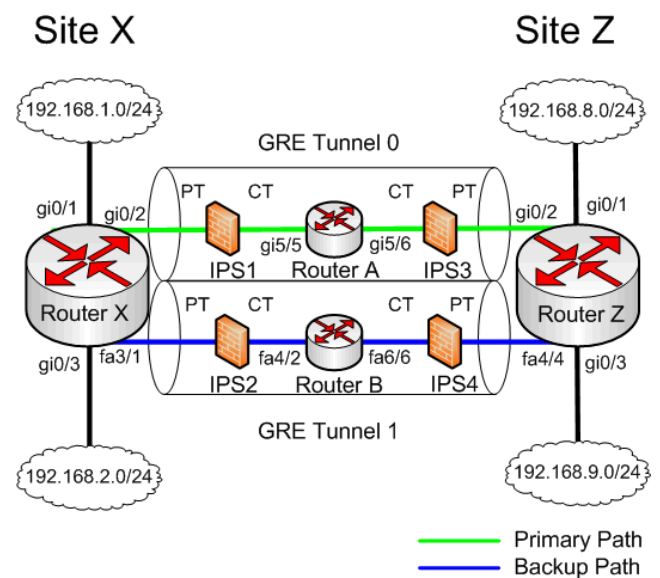 Site X
Site Z
192.168.1.0/24
192.168.8.0/24
GRE Tunnel 0
PT CT CT PT
gi0/1 gi0/2 gi0/2 gi0/1
gi5/5 gi5/6
IPS1 Router A IPS3
Router X
Router Z
PT CT CT PT
gi0/3 fa3/1 fa4/2 fa6/6 fa4/4 gi0/3
IPS2 Router B IPS4
GRE Tunnel 1
192.168.2.0/24
192.168.9.0/24
Primary Path
Backup Path